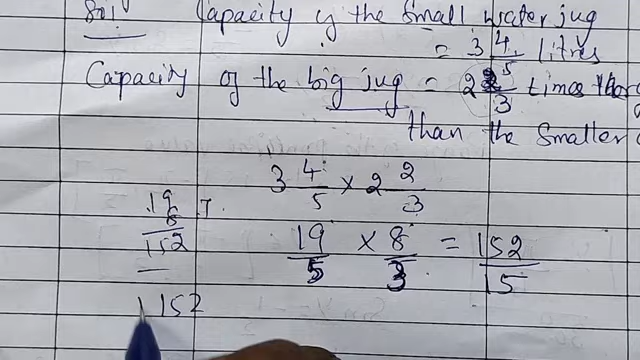 Sol: Capacity of the Small water jug
= 3 4/5 litres
Capacity of the big jug = 2 2/3 times
than the Smaller
3 4/5 × 2 2/3
19
8
152
19/5 × 8/3 = 152/15
152